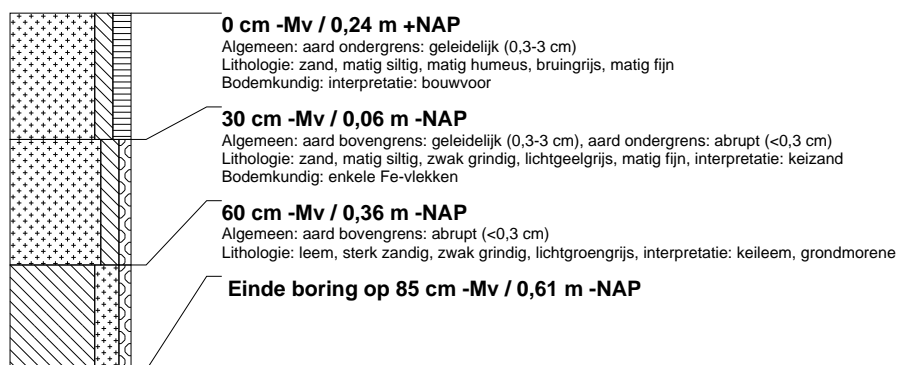 0 cm -Mv / 0,24 m +NAP
Algemeen: aard ondergrens: geleidelijk (0,3-3 cm)
Lithologie: zand, matig siltig, matig humeus, bruingrijs, matig fijn
Bodemkundig: interpretatie: bouwvoor
30 cm -Mv / 0,06 m -NAP
Algemeen: aard bovengrens: geleidelijk (0,3-3 cm), aard ondergrens: abrupt (<0,3 cm)
Lithologie: zand, matig siltig, zwak grindig, lichtgeelgrijs, matig fijn, interpretatie: keizand
Bodemkundig: enkele Fe-vlekken
60 cm -Mv / 0,36 m -NAP
Algemeen: aard bovengrens: abrupt (<0,3 cm)
Lithologie: leem, sterk zandig, zwak grindig, lichtgroengrijs, interpretatie: keileem, grondmorene
Einde boring op 85 cm -Mv / 0,61 m -NAP